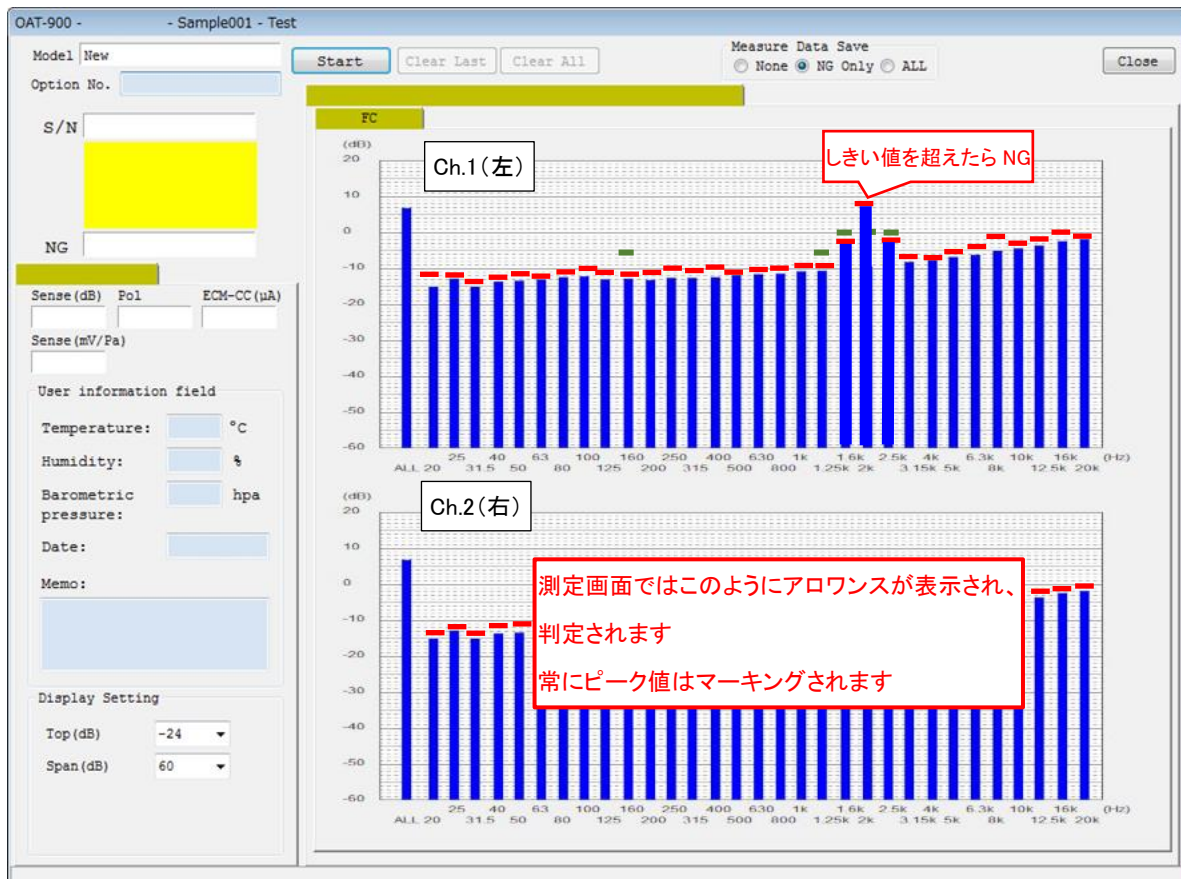 OAT-900 - - Sample001 - Test
Model New
Start Clear Last Clear All
Measure Data Save
None NG Only ALL
Close
Option No.
S/N
NG
Sense(dB) Pol ECM-CC(μA)
Sense(mV/Pa)
User information field
Temperature: °C
Humidity: %
Barometric pressure: hpa
Date:
Memo:
Display Setting
Top(dB) -24
Span(dB) 60
FC
(dB)
Ch.1(左)
しきい値を超えたら NG
20
10
0
-10
-20
-30
-40
-50
-60
25 40 63 100 160 250 400 630 1k 1.6k 2.5k 4k 6.3k 10k 16k (Hz)
ALL 20 31.5 50 80 125 200 315 500 800 1.25k 2k 3.15k 5k 8k 12.5k 20k
(dB)
Ch.2(右)
20
10
0
-10
-20
-30
-40
-50
-60
測定画面ではこのようにアロワンスが表示され、
判定されます
常にピーク値はマーキングされます
25 40 63 100 160 250 400 630 1k 1.6k 2.5k 4k 6.3k 10k 16k (Hz)
ALL 20 31.5 50 80 125 200 315 500 800 1.25k 2k 3.15k 5k 8k 12.5k 20k